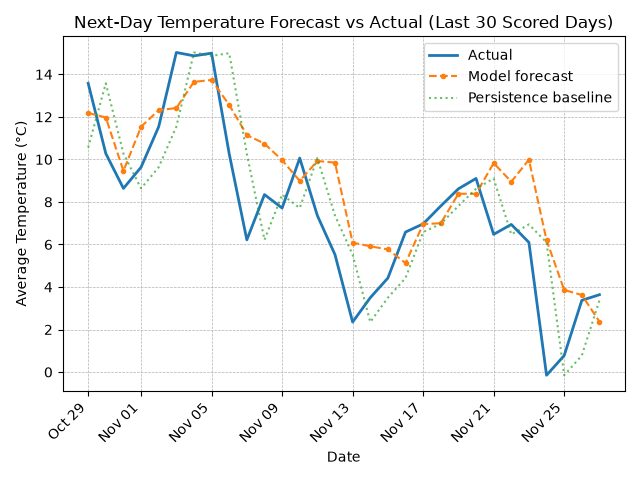 Next-Day Temperature Forecast vs Actual (Last 30 Scored Days)
Actual
Model forecast
Persistence baseline
Average Temperature (°C)
14
12
10
8
6
4
2
0
Oct 29
Nov 01
Nov 05
Nov 09
Nov 13
Nov 17
Nov 21
Nov 25
Date